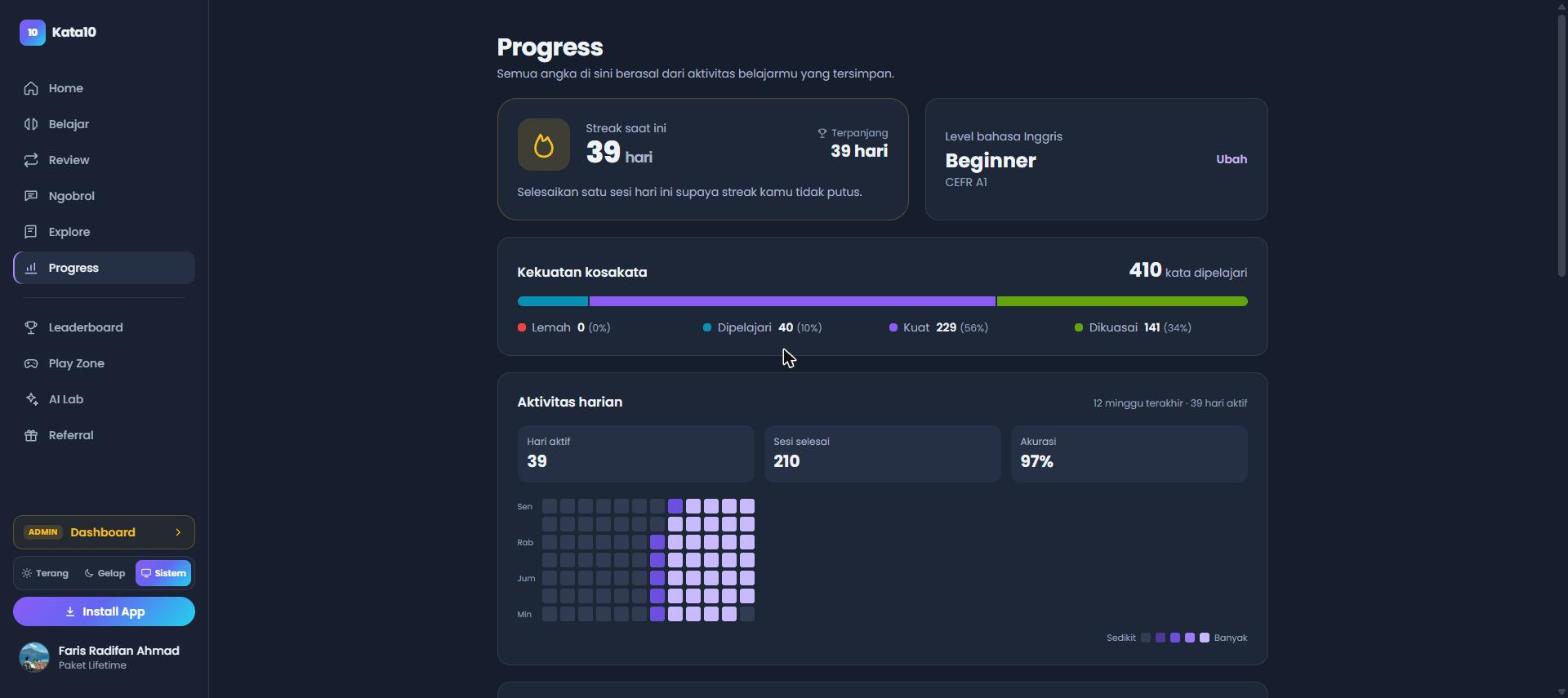 10 Kata10
Home
Belajar
Review
Ngobrol
Explore
Progress
Leaderboard
Play Zone
AI Lab
Referral
ADMIN Dashboard
Terang Gelap Sistem
Install App
Faris Radifan Ahmad
Paket Lifetime
Progress
Semua angka di sini berasal dari aktivitas belajarmu yang tersimpan.
Streak saat ini
39 hari
Terpanjang
39 hari
Selesaikan satu sesi hari ini supaya streak kamu tidak putus.
Level bahasa Inggris
Beginner
CEFR A1
Ubah
Kekuatan kosakata
410 kata dipelajari
Lemah 0 (0%)
Dipelajari 40 (10%)
Kuat 229 (56%)
Dikuasai 141 (34%)
Aktivitas harian
12 minggu terakhir · 39 hari aktif
Hari aktif
39
Sesi selesai
210
Akurasi
97%
Sen
Rab
Jum
Min
Sedikit Banyak